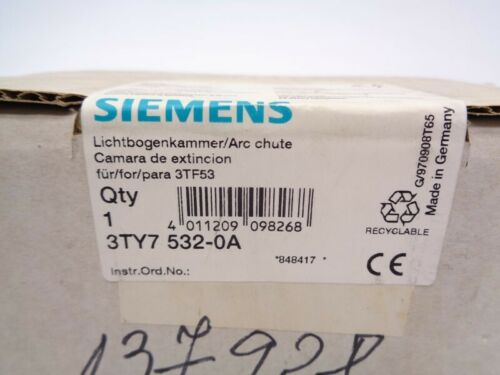 SIEMENS
Lichtbogenkammer/Arc chute
Camara de extincion
für/for/para 3TF53
Qty
1
4 011209 098268
3TY7 532-0A
*848417 *
Instr.Ord.No.:
RECYCLABLE
CE
G/970908T65
Made in Germany
137928